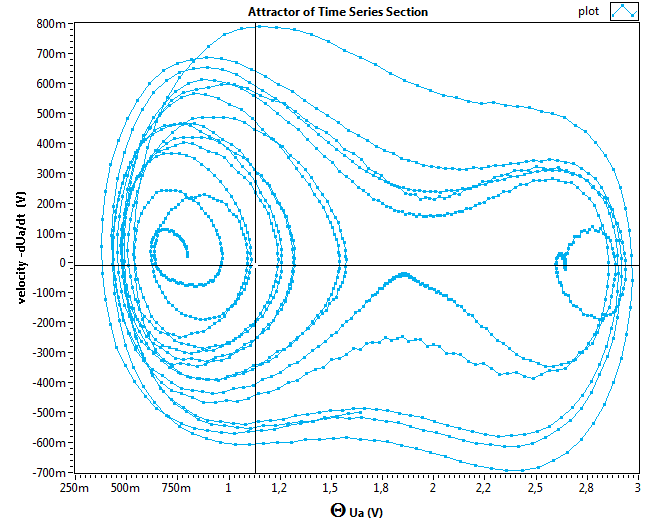 Attractor of Time Series Section
plot
velocity -dUa/dt (V)
800m
700m
600m
500m
400m
300m
200m
100m
0
-100m
-200m
-300m
-400m
-500m
-600m
-700m
250m 500m 750m 1 1,2 1,5 1,8 2 2,2 2,5 2,8 3
Θ Ua (V)